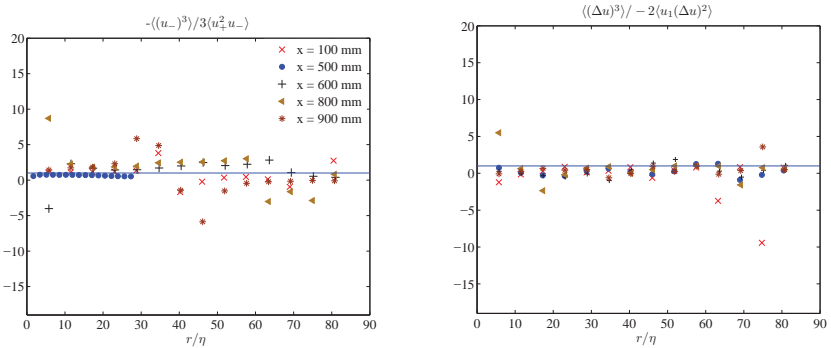 -⟨(u₋)³⟩/3⟨u₊²u₋⟩
20
15
10
5
0
−5
−10
−15
0 10 20 30 40 50 60 70 80 90
r/η
x = 100 mm
x = 500 mm
x = 600 mm
x = 800 mm
x = 900 mm
⟨(Δu)³⟩/ − 2⟨u₁(Δu)²⟩
20
15
10
5
0
−5
−10
−15
0 10 20 30 40 50 60 70 80 90
r/η